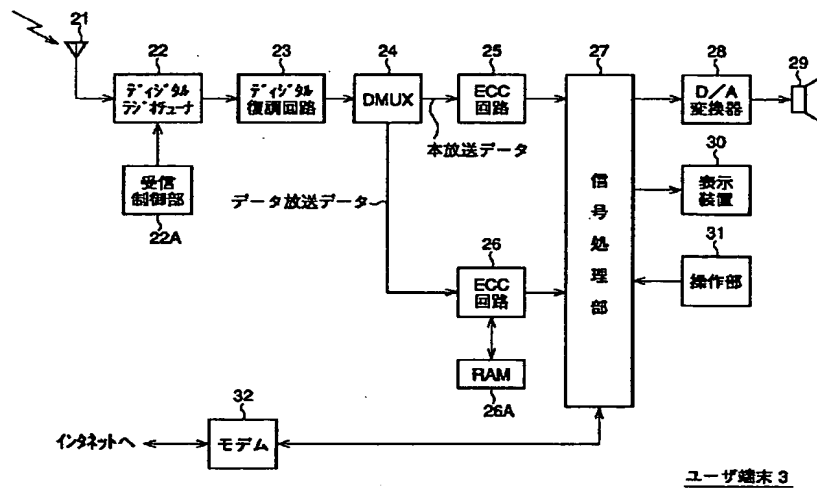 21
22
ディジタル
ラジオチューナ
受信
制御部
22A
23
ディジタル
復調回路
24
DMUX
25
ECC
回路
本放送データ
データ放送データ
26
ECC
回路
RAM
26A
27
信号処理部
28
D/A
変換器
29
30
表示
装置
31
操作部
32
モデム
インタネットへ
ユーザ端末 3